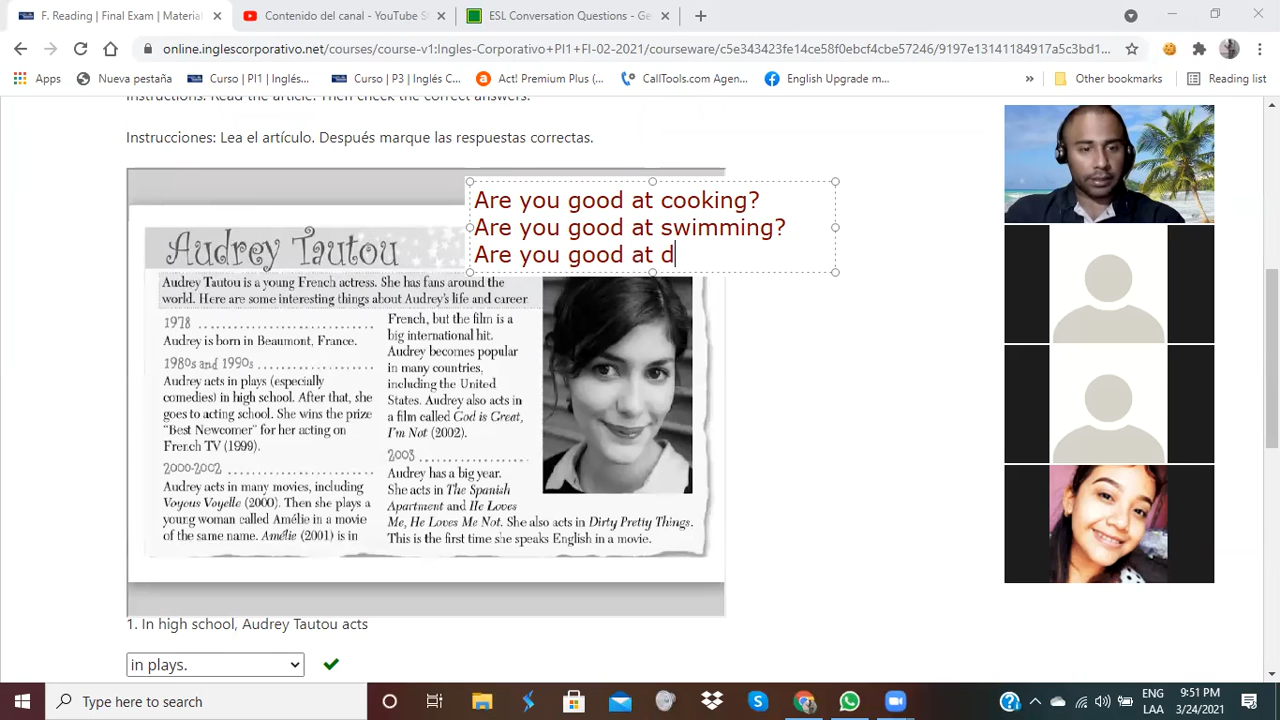 F. Reading | Final Exam | Material
Contenido del canal - YouTube S
ESL Conversation Questions - Ge
online.inglescorporativo.net/courses/course-v1:Ingles-Corporativo+PI1+FI-02-2021/courseware/c5e343423fe14ce58f0ebcf4cbe57246/9197e13141184917a5c3bd1...
Apps
Nueva pestaña
Curso | PI1 | Inglés...
Curso | P3 | Inglés C...
Act! Premium Plus (...
CallTools.com Agen...
English Upgrade m...
»
Other bookmarks
Reading list
Instructions: Read the article. Then check the correct answers.
Instrucciones: Lea el artículo. Después marque las respuestas correctas.
Are you good at cooking?
Are you good at swimming?
Are you good at d
Audrey Tautou
Audrey Tautou is a young French actress. She has fans around the
world. Here are some interesting things about Audrey's life and career.
1978
Audrey is born in Beaumont, France.
1980s and 1990s
Audrey acts in plays (especially
comedies) in high school. After that, she
goes to acting school. She wins the prize
"Best Newcomer" for her acting on
French TV (1999).
2000-2002
Audrey acts in many movies, including
Voyous Voyelle (2000). Then she plays a
young woman called Amélie in a movie
of the same name. Amélie (2001) is in
French, but the film is a
big international hit.
Audrey becomes popular
in many countries,
including the United
States. Audrey also acts in
a film called God is Great,
I'm Not (2002).
2003
Audrey has a big year.
She acts in The Spanish
Apartment and He Loves
Me, He Loves Me Not. She also acts in Dirty Pretty Things.
This is the first time she speaks English in a movie.
1. In high school, Audrey Tautou acts
in plays.
Type here to search
ENG
LAA
9:51 PM
3/24/2021